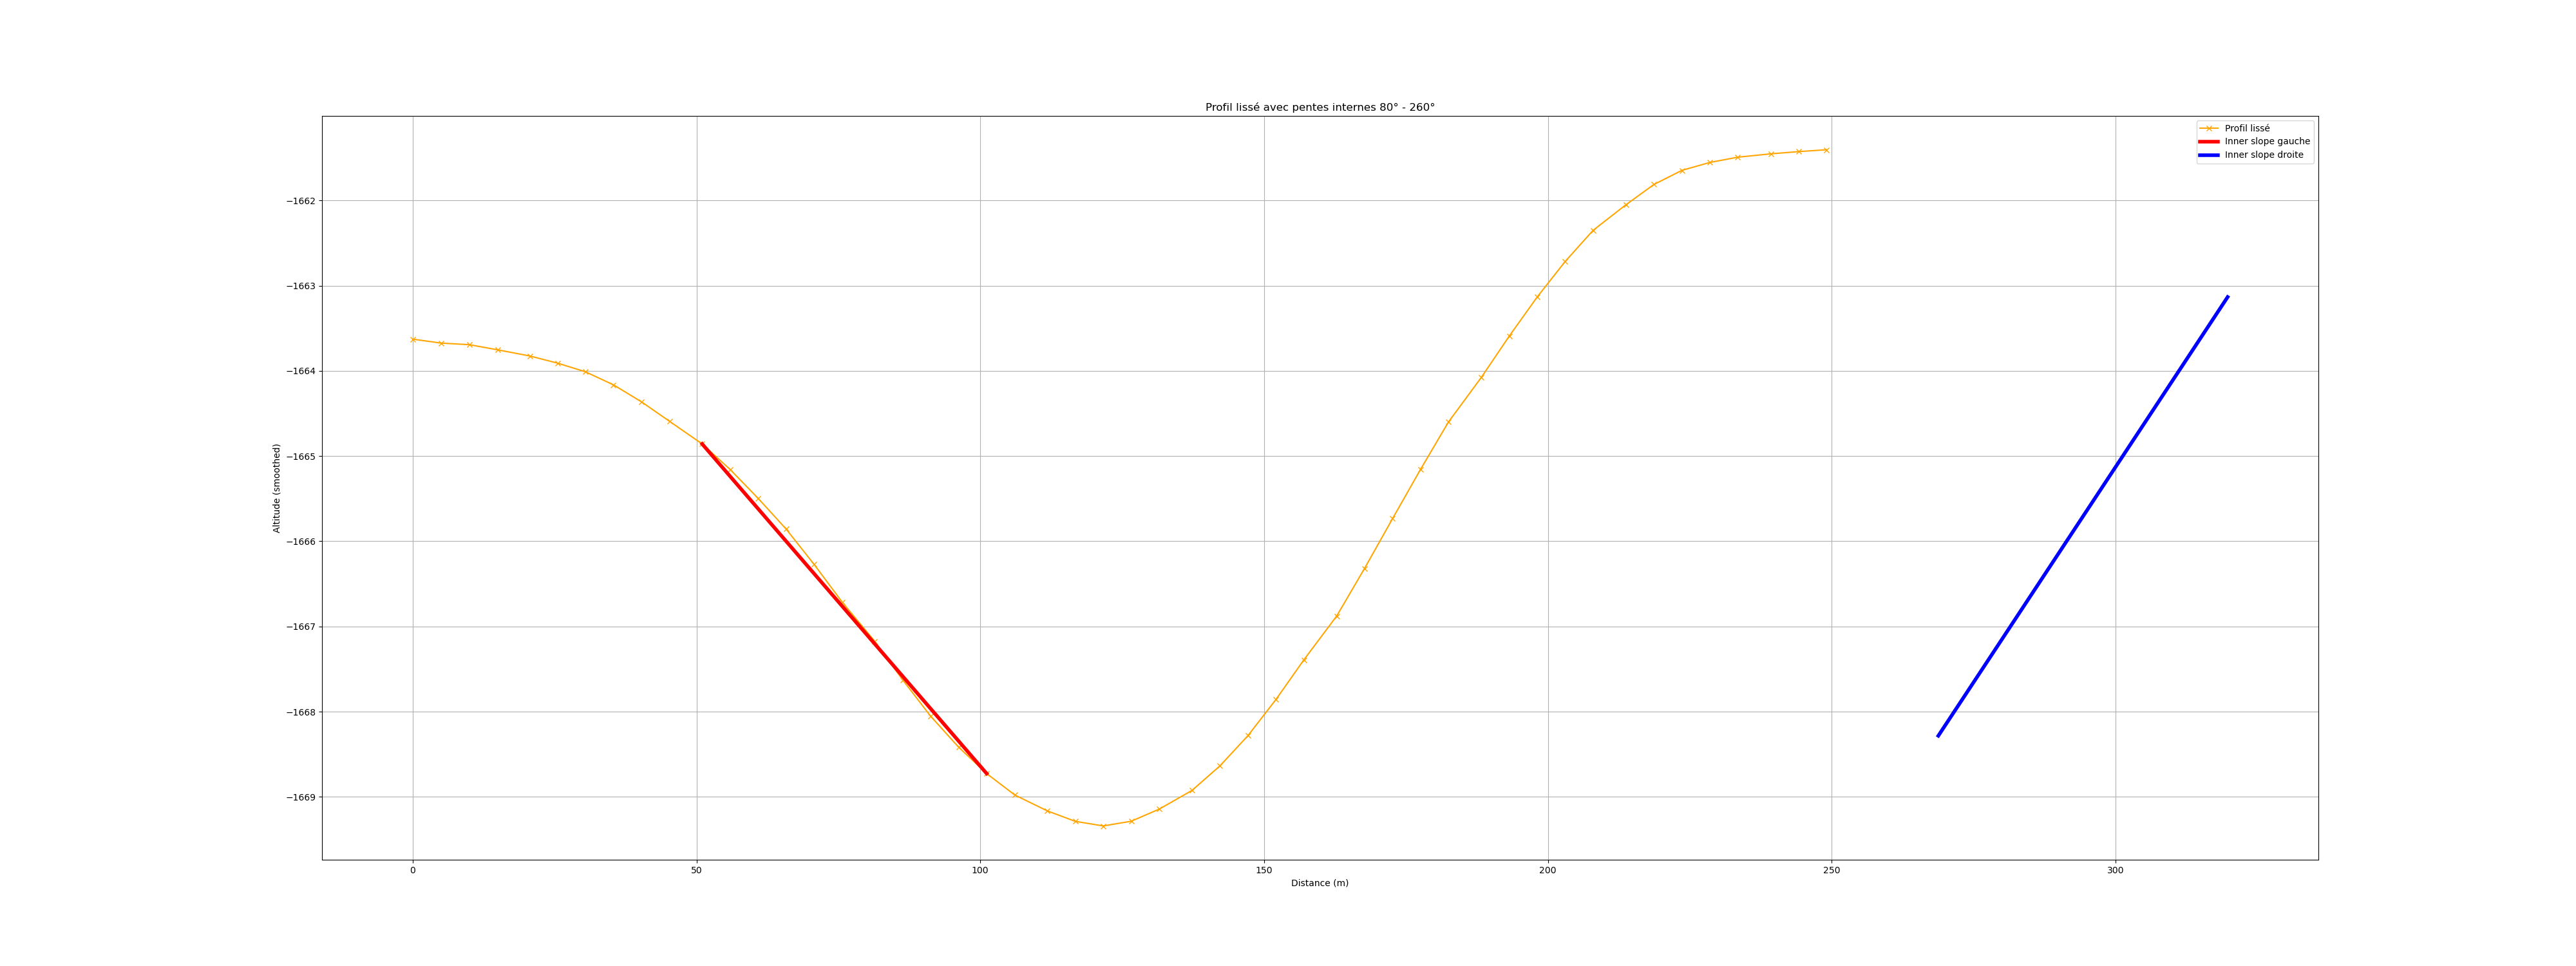 Profil lissé avec pentes internes 80° - 260°
Profil lissé
Inner slope gauche
Inner slope droite
−1662
−1663
−1664
−1665
−1666
−1667
−1668
−1669
Altitude (smoothed)
0
50
100
150
200
250
300
Distance (m)